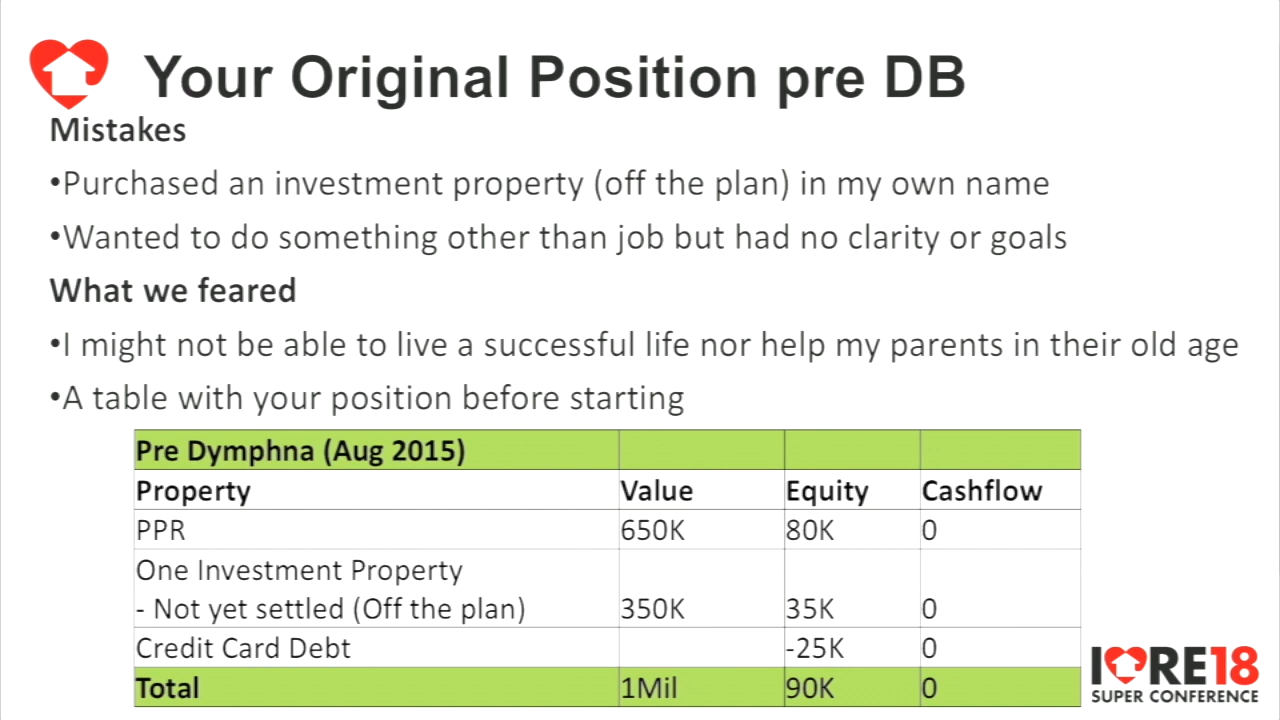 Your Original Position pre DB
Mistakes
•Purchased an investment property (off the plan) in my own name
•Wanted to do something other than job but had no clarity or goals
What we feared
•I might not be able to live a successful life nor help my parents in their old age
•A table with your position before starting
Pre Dymphna (Aug 2015)
Property Value Equity Cashflow
PPR 650K 80K 0
One Investment Property
- Not yet settled (Off the plan) 350K 35K 0
Credit Card Debt -25K 0
Total 1Mil 90K 0
I RE18
SUPER CONFERENCE